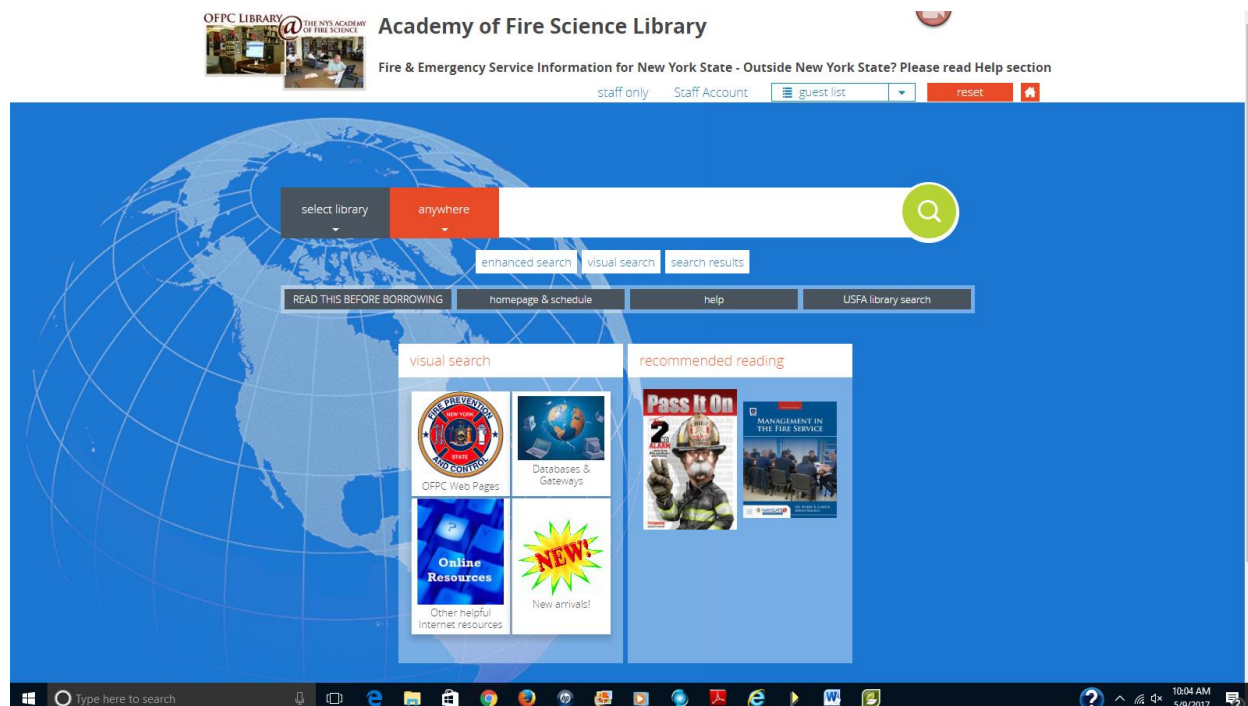 OFPC LIBRARY
@ THE NYS ACADEMY
OF FIRE SCIENCE
Academy of Fire Science Library
Fire & Emergency Service Information for New York State - Outside New York State? Please read Help section
staff only Staff Account guest list reset
select library anywhere
enhanced search visual search search results
READ THIS BEFORE BORROWING homepage & schedule help USFA library search
visual search
FIRE PREVENTION
NEW YORK
STATE
AND CONTROL
OFPC Web Pages
Databases &
Gateways
?
Online
Resources
Other helpful
Internet resources
NEW!
New arrivals!
recommended reading
Pass It On
2
ALARM
MANAGEMENT IN
THE FIRE SERVICE
NAVIGATE
Type here to search
10:04 AM
5/9/2017